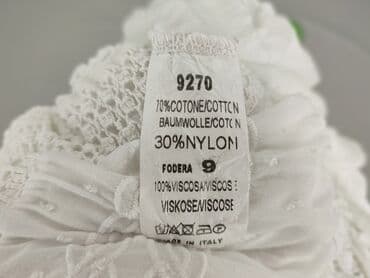 9270
70%COTONE/COTTON
BAUMWOLLE/COTON
30%NYLON
FODERA 9
100%VISCOSA/VISCOSE
VISKOSE/VISCOSE
MADE IN ITALY